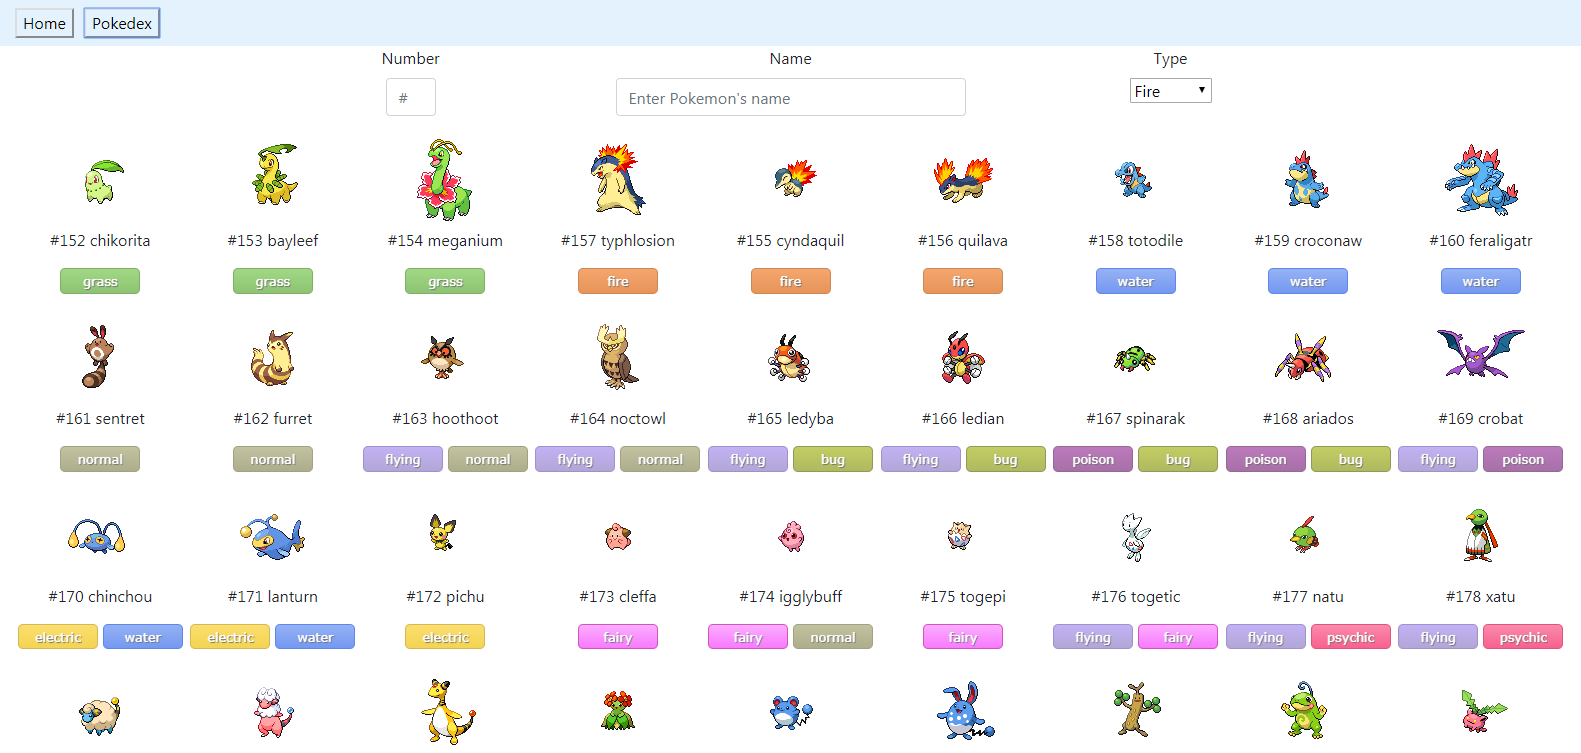 Home Pokedex
Number Name Type
# Enter Pokemon's name Fire
#152 chikorita #153 bayleef #154 meganium #157 typhlosion #155 cyndaquil #156 quilava #158 totodile #159 croconaw #160 feraligatr
grass grass grass fire fire fire water water water
#161 sentret #162 furret #163 hoothoot #164 noctowl #165 ledyba #166 ledian #167 spinarak #168 ariados #169 crobat
normal normal flying normal flying normal flying bug flying bug poison bug poison bug flying poison
#170 chinchou #171 lanturn #172 pichu #173 cleffa #174 igglybuff #175 togepi #176 togetic #177 natu #178 xatu
electric water electric water electric fairy fairy normal fairy flying fairy flying psychic flying psychic